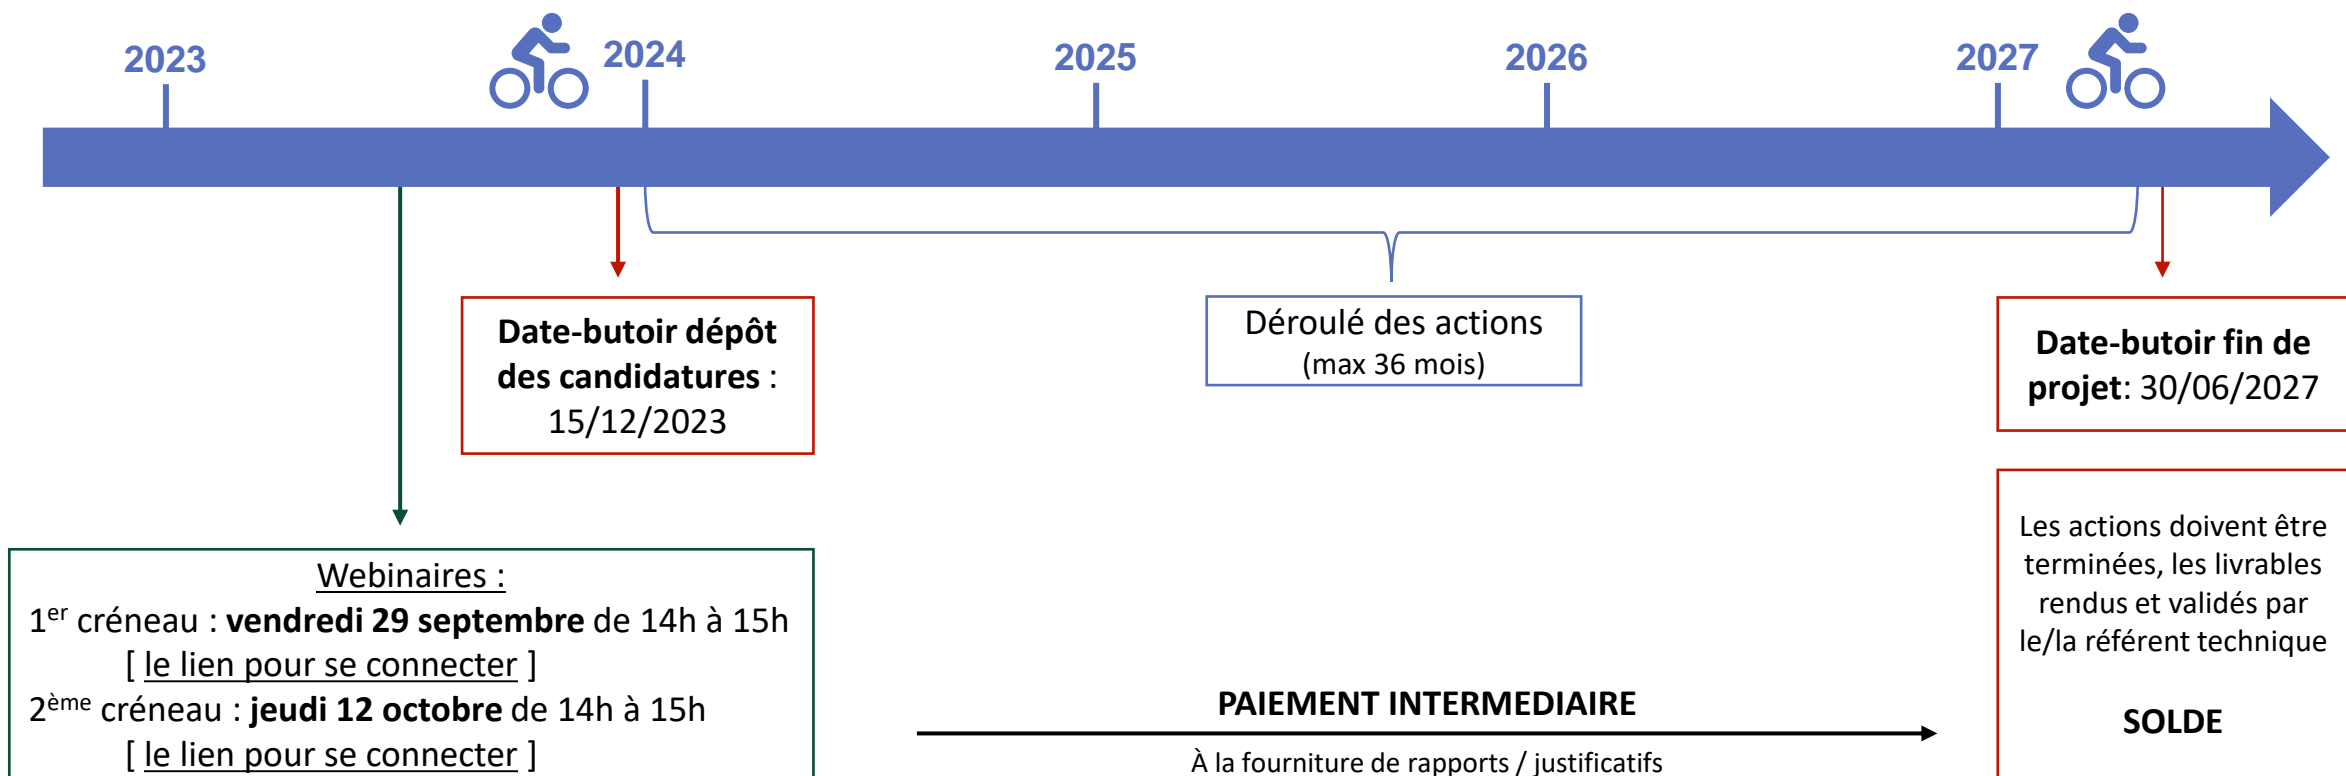 2023
2024
2025
2026
2027
Date-butoir dépôt
des candidatures :
15/12/2023
Déroulé des actions
(max 36 mois)
Date-butoir fin de
projet: 30/06/2027
Webinaires :
1er créneau : vendredi 29 septembre de 14h à 15h
[ le lien pour se connecter ]
2ème créneau : jeudi 12 octobre de 14h à 15h
[ le lien pour se connecter ]
PAIEMENT INTERMEDIAIRE
À la fourniture de rapports / justificatifs
Les actions doivent être
terminées, les livrables
rendus et validés par
le/la référent technique
SOLDE